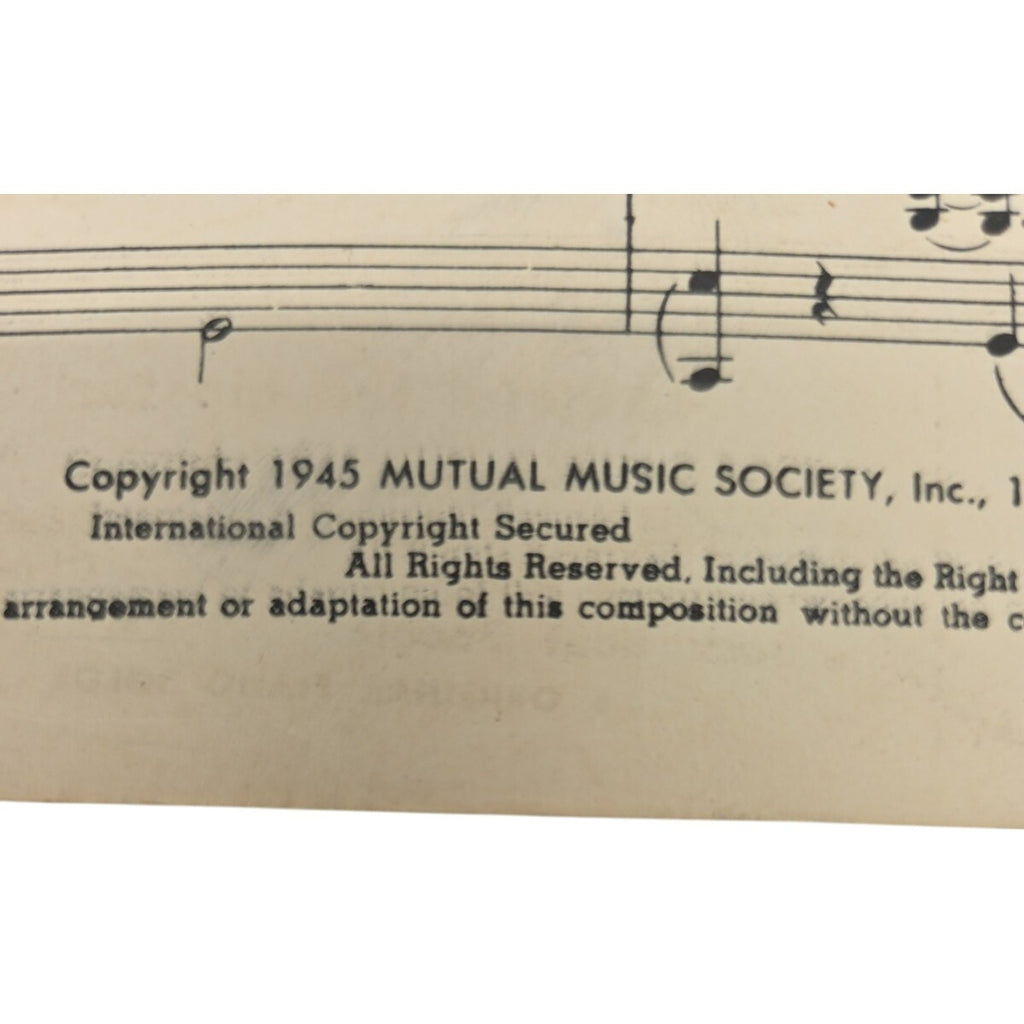 Copyright 1945 MUTUAL MUSIC SOCIETY, Inc., 1
International Copyright Secured
All Rights Reserved, Including the Right
arrangement or adaptation of this composition without the c